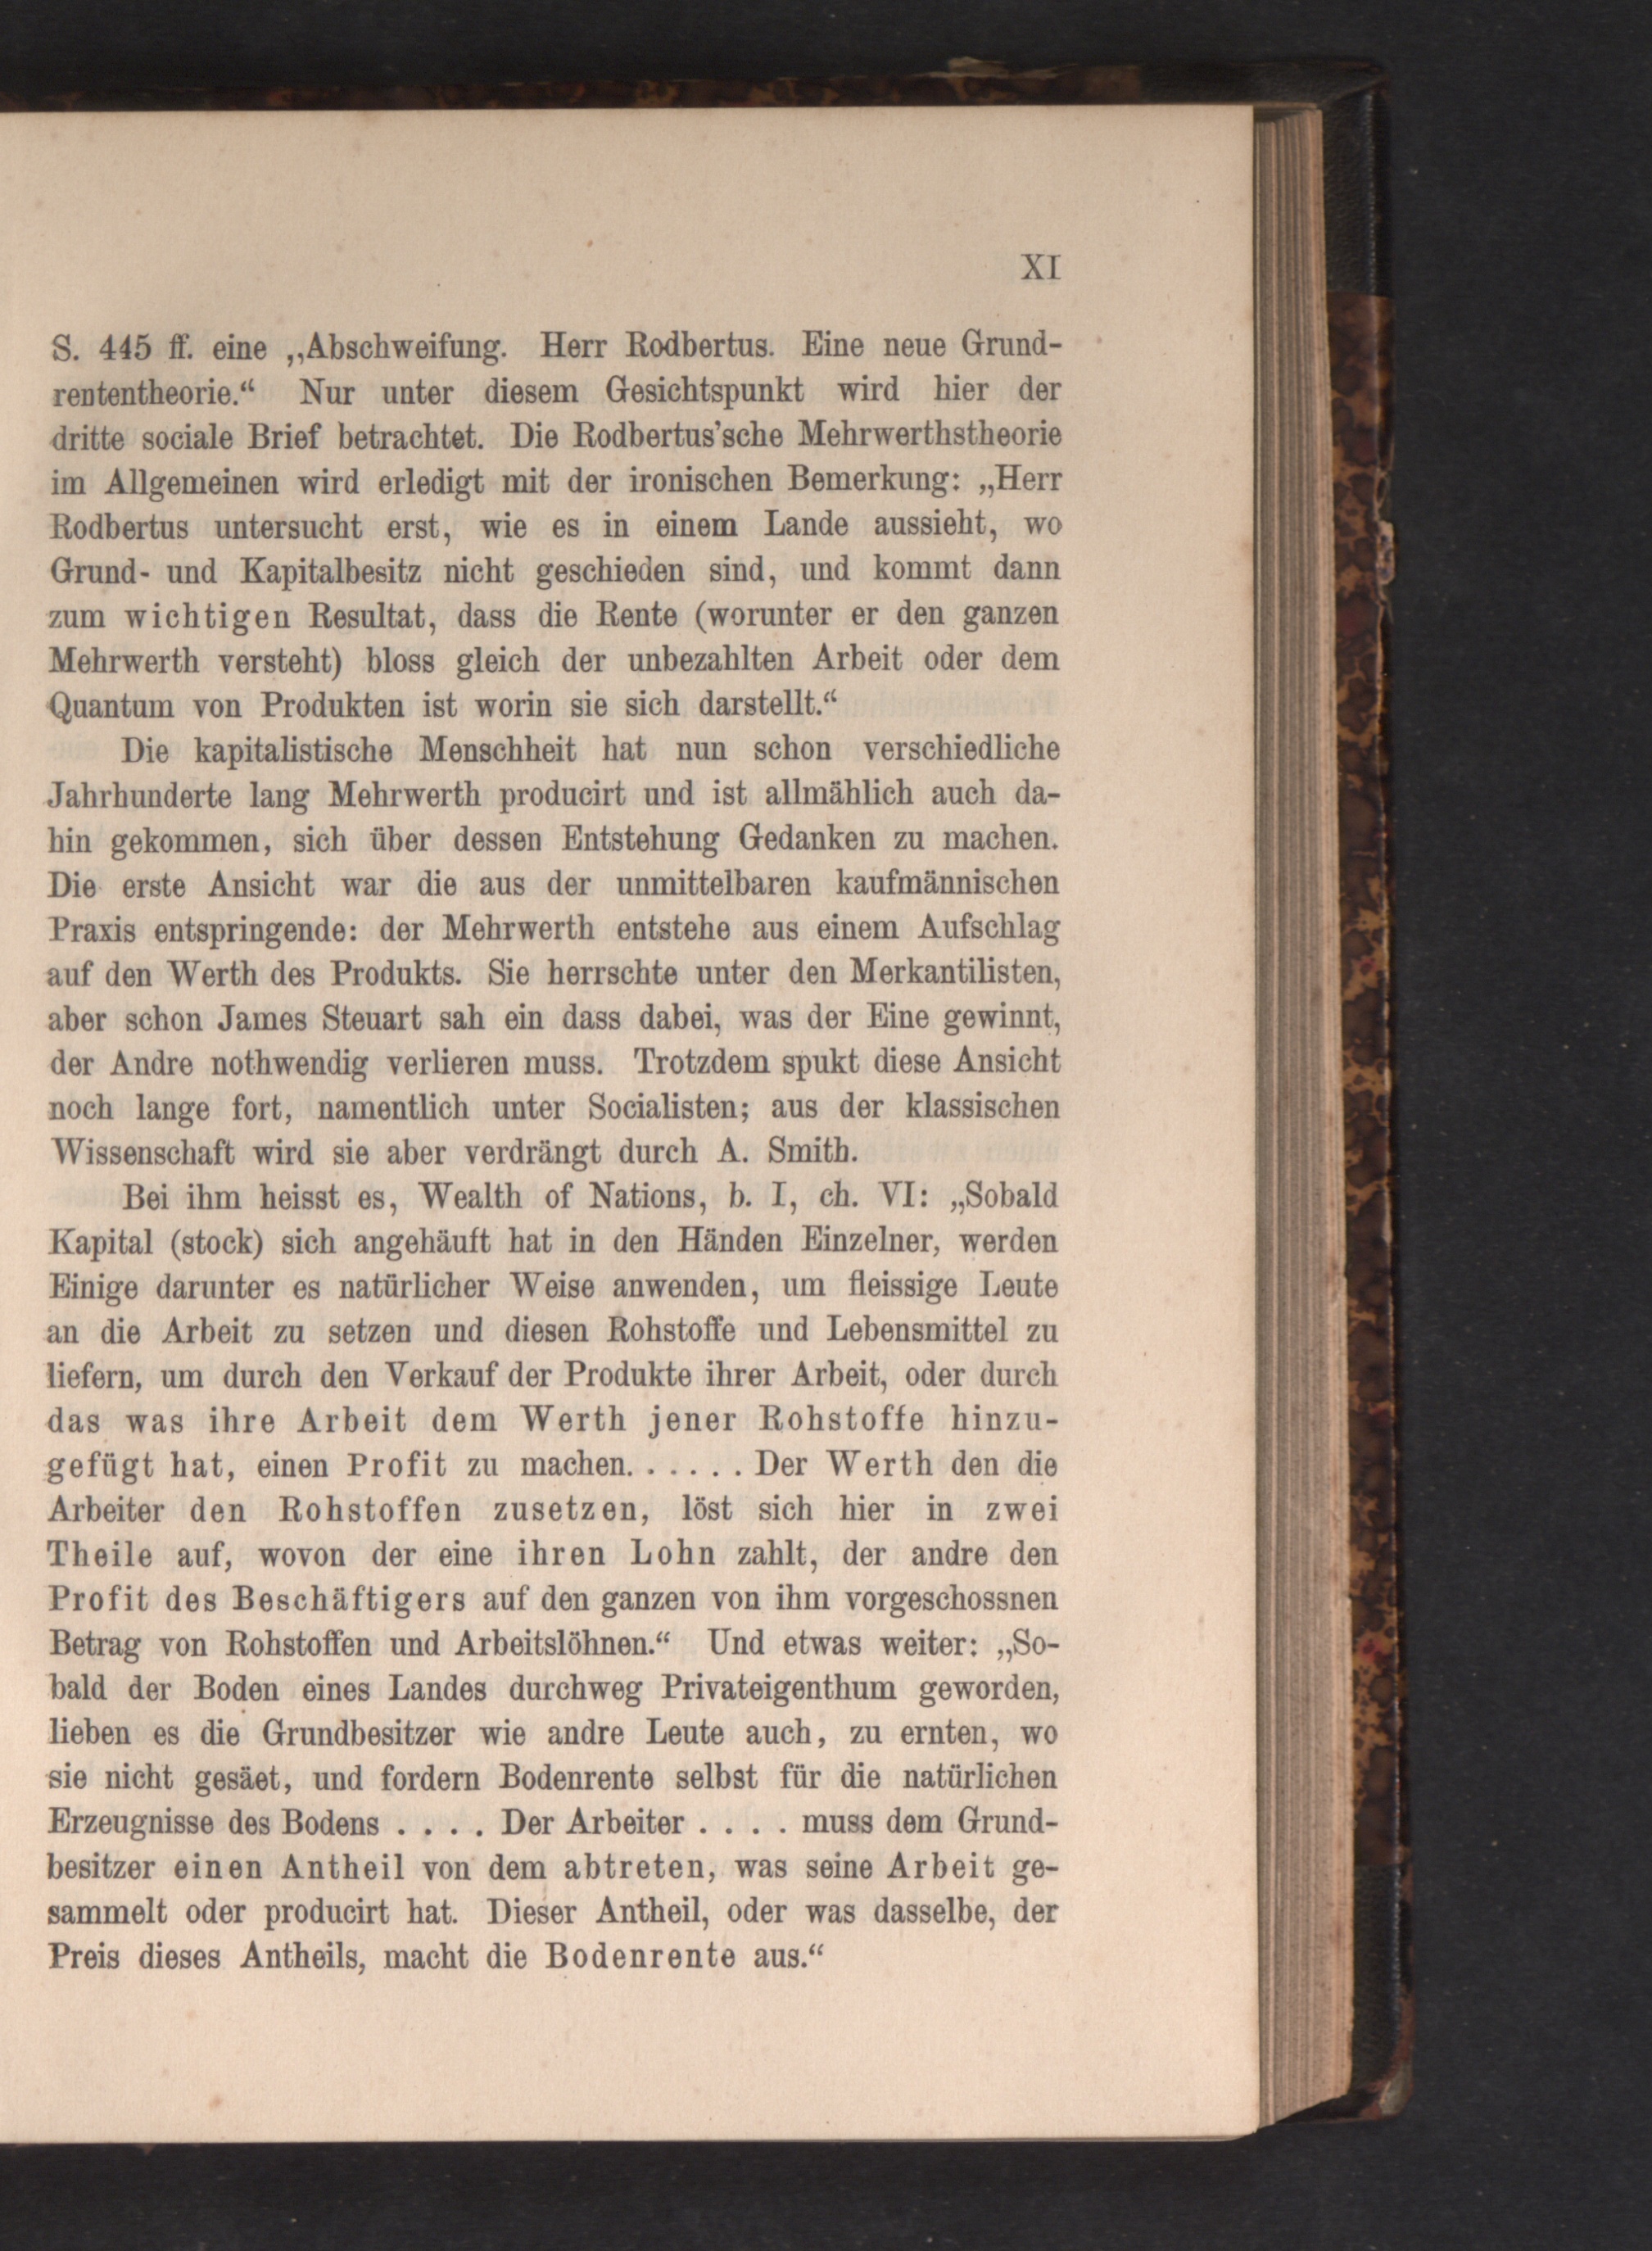 XI
S. 445 ff. eine „Abschweifung. Herr Rodbertus. Eine neue Grund-
rententheorie.“ Nur unter diesem Gesichtspunkt wird hier der
dritte sociale Brief betrachtet. Die Rodbertus’sche Mehrwerthstheorie
im Allgemeinen wird erledigt mit der ironischen Bemerkung: „Herr
Rodbertus untersucht erst, wie es in einem Lande aussieht, wo
Grund- und Kapitalbesitz nicht geschieden sind, und kommt dann
zum wichtigen Resultat, dass die Rente (worunter er den ganzen
Mehrwerth versteht) bloss gleich der unbezahlten Arbeit oder dem
Quantum von Produkten ist worin sie sich darstellt.“
Die kapitalistische Menschheit hat nun schon verschiedliche
Jahrhunderte lang Mehrwerth producirt und ist allmählich auch da-
hin gekommen, sich über dessen Entstehung Gedanken zu machen.
Die erste Ansicht war die aus der unmittelbaren kaufmännischen
Praxis entspringende: der Mehrwerth entstehe aus einem Aufschlag
auf den Werth des Produkts. Sie herrschte unter den Merkantilisten,
aber schon James Steuart sah ein dass dabei, was der Eine gewinnt,
der Andre nothwendig verlieren muss. Trotzdem spukt diese Ansicht
noch lange fort, namentlich unter Socialisten; aus der klassischen
Wissenschaft wird sie aber verdrängt durch A. Smith.
Bei ihm heisst es, Wealth of Nations, b. I, ch. VI: „Sobald
Kapital (stock) sich angehäuft hat in den Händen Einzelner, werden
Einige darunter es natürlicher Weise anwenden, um fleissige Leute
an die Arbeit zu setzen und diesen Rohstoffe und Lebensmittel zu
liefern, um durch den Verkauf der Produkte ihrer Arbeit, oder durch
das was ihre Arbeit dem Werth jener Rohstoffe hinzu-
gefügt hat, einen Profit zu machen. . . . . . Der Werth den die
Arbeiter den Rohstoffen zusetzen, löst sich hier in zwei
Theile auf, wovon der eine ihren Lohn zahlt, der andre den
Profit des Beschäftigers auf den ganzen von ihm vorgeschossnen
Betrag von Rohstoffen und Arbeitslöhnen.“ Und etwas weiter: „So-
bald der Boden eines Landes durchweg Privateigenthum geworden,
lieben es die Grundbesitzer wie andre Leute auch, zu ernten, wo
sie nicht gesäet, und fordern Bodenrente selbst für die natürlichen
Erzeugnisse des Bodens . . . . Der Arbeiter . . . . muss dem Grund-
besitzer einen Antheil von dem abtreten, was seine Arbeit ge-
sammelt oder producirt hat. Dieser Antheil, oder was dasselbe, der
Preis dieses Antheils, macht die Bodenrente aus.“